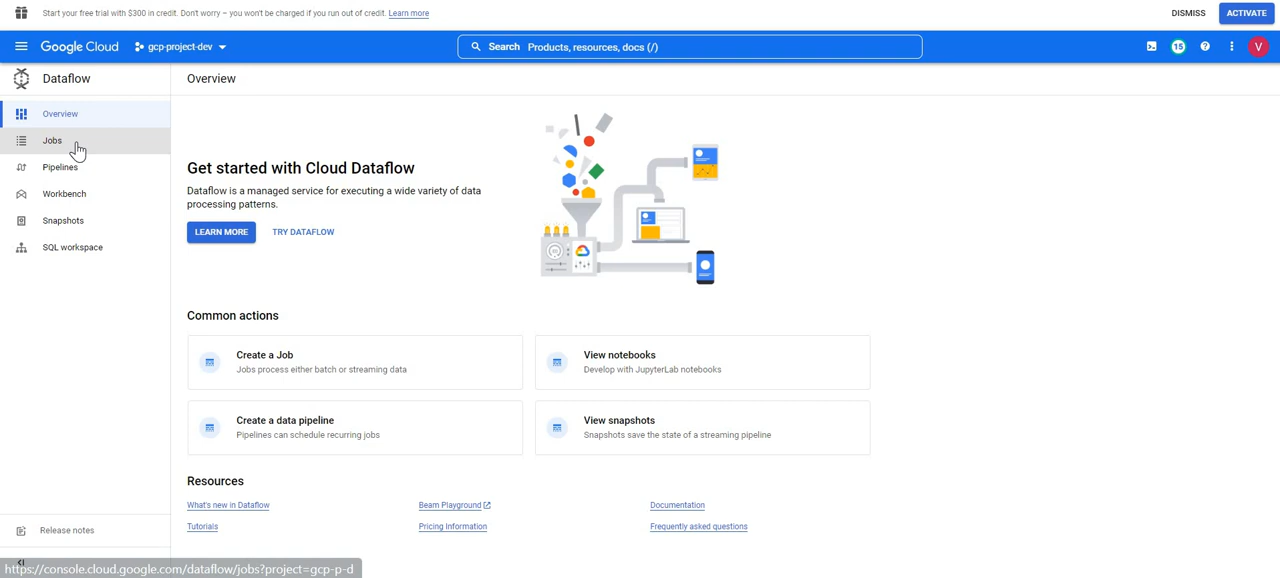 Start your free trial with $300 in credit. Don't worry – you won't be charged if you run out of credit. Learn more
DISMISS
ACTIVATE
Google Cloud
gcp-project-dev
Search Products, resources, docs (/)
15
V
Dataflow
Overview
Overview
Jobs
Pipelines
Workbench
Snapshots
SQL workspace
Release notes
Get started with Cloud Dataflow
Dataflow is a managed service for executing a wide variety of data
processing patterns.
LEARN MORE
TRY DATAFLOW
Common actions
Create a Job
Jobs process either batch or streaming data
View notebooks
Develop with JupyterLab notebooks
Create a data pipeline
Pipelines can schedule recurring jobs
View snapshots
Snapshots save the state of a streaming pipeline
Resources
What's new in Dataflow
Beam Playground
Documentation
Tutorials
Pricing Information
Frequently asked questions
https://console.cloud.google.com/dataflow/jobs?project=gcp-p-d